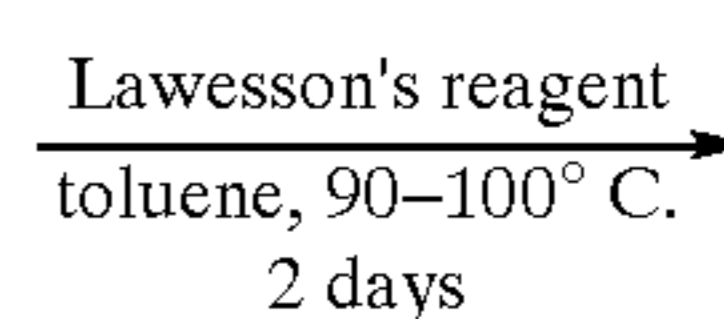 Lawesson's reagent
toluene, 90–100° C.
2 days